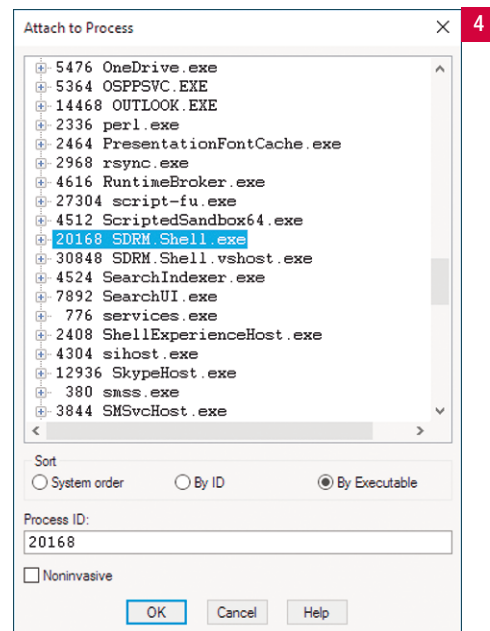 Attach to Process
4
5476 OneDrive.exe
5364 OSPPSVC.EXE
14468 OUTLOOK.EXE
2336 perl.exe
2464 PresentationFontCache.exe
2968 rsync.exe
4616 RuntimeBroker.exe
27304 script-fu.exe
4512 ScriptedSandbox64.exe
20168 SDRM.Shell.exe
30848 SDRM.Shell.vshost.exe
4524 SearchIndexer.exe
7892 SearchUI.exe
776 services.exe
2408 ShellExperienceHost.exe
4304 sihost.exe
12936 SkypeHost.exe
380 smss.exe
3844 SMSvcHost.exe
Sort
System order By ID By Executable
Process ID:
20168
Noninvasive
OK Cancel Help